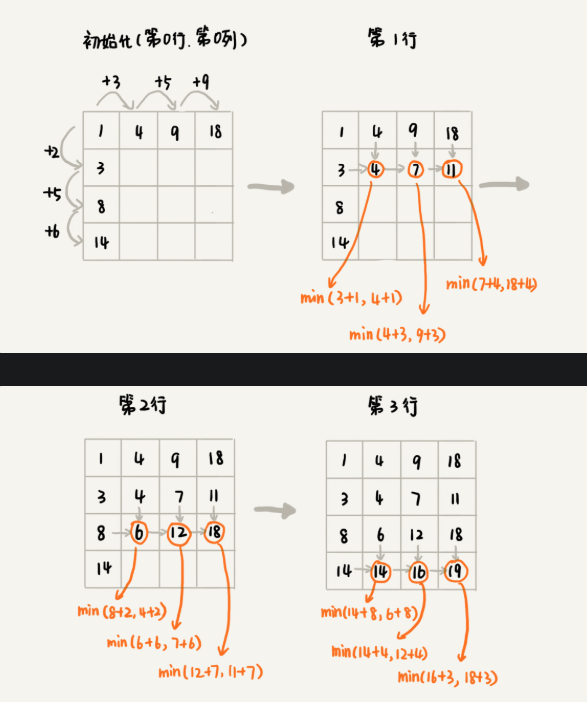 初始化(第0行.第0列)
+3 +5 +9
1 4 9 18
+2
3
+5
8
+6
14
第1行
1 4 9 18
3 4 7 11
8
14
min(3+1, 4+1)
min(7+4,18+4)
min(4+3, 9+3)
第2行
1 4 9 18
3 4 7 11
8 6 12 18
14
min(8+2,4+2)
min(6+6,7+6)
min(12+7,11+7)
第3行
1 4 9 18
3 4 7 11
8 6 12 18
14 14 16 19
min(14+8,6+8)
min(14+4,12+4)
min(16+3, 18+3)